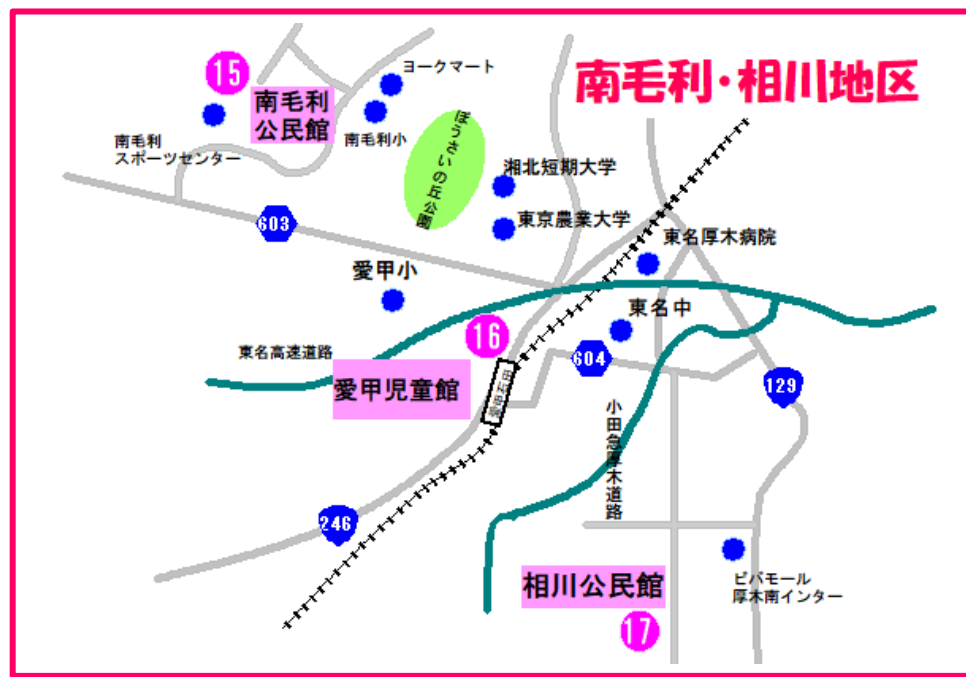 南毛利・相川地区
15
ヨークマート
南毛利
公民館
南毛利小
南毛利
スポーツセンター
ぼうさいの丘公園
湘北短期大学
東京農業大学
603
東名厚木病院
愛甲小
東名中
16
東名高速道路
604
愛甲児童館
愛甲石田
129
小田急厚木道路
246
相川公民館
ビバモール
厚木南インター
17